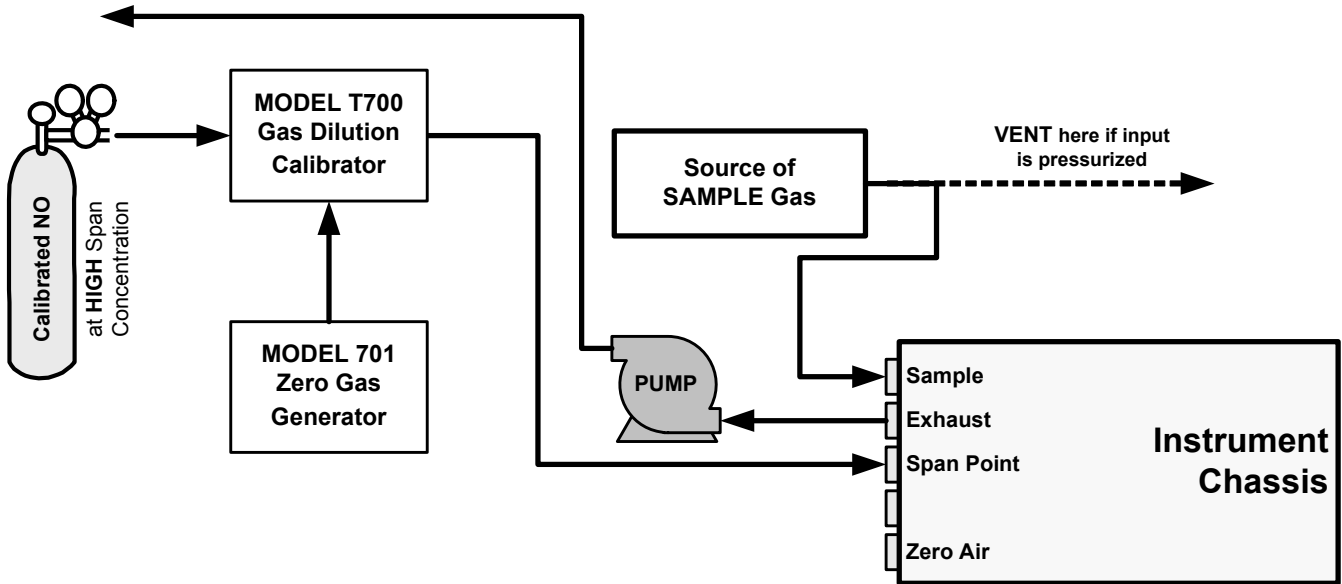 MODEL T700
Gas Dilution
Calibrator
Calibrated NO
at HIGH Span
Concentration
MODEL 701
Zero Gas
Generator
Source of
SAMPLE Gas
VENT here if input
is pressurized
PUMP
Sample
Exhaust
Span Point
Zero Air
Instrument
Chassis